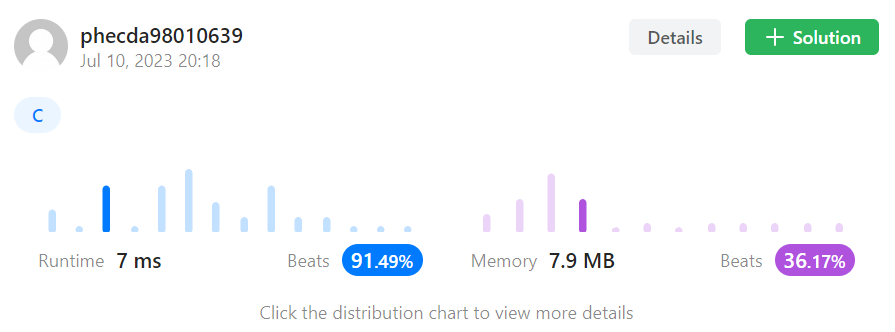 phecda98010639
Jul 10, 2023 20:18
Details
+ Solution
C
Runtime 7 ms Beats 91.49%
Memory 7.9 MB Beats 36.17%
Click the distribution chart to view more details